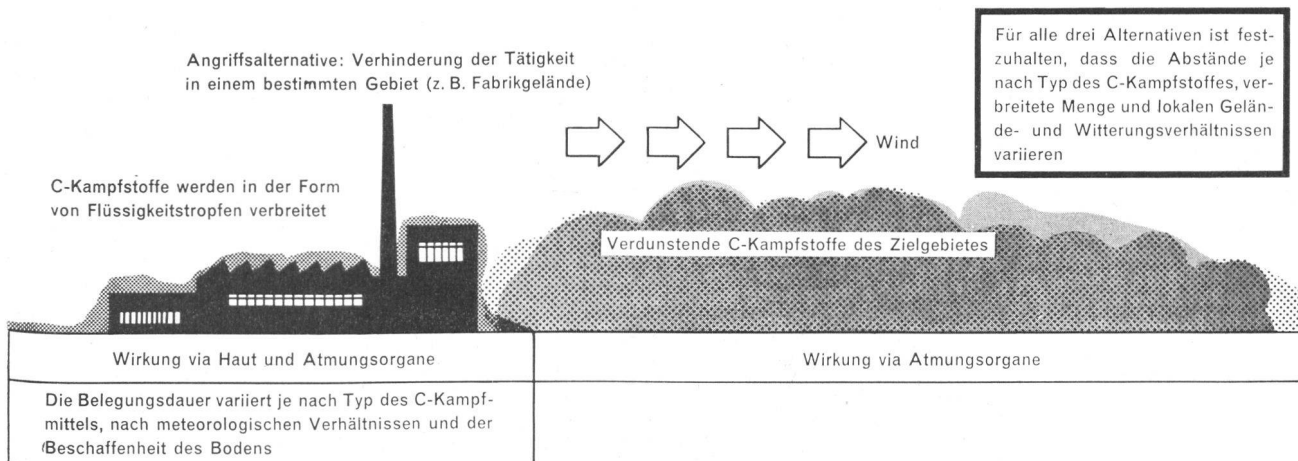 Angriffsalternative: Verhinderung der Tätigkeit
in einem bestimmten Gebiet (z. B. Fabrikgelände)
Für alle drei Alternativen ist fest-
zuhalten, dass die Abstände je
nach Typ des C-Kampfstoffes, ver-
breitete Menge und lokalen Gelän-
de- und Witterungsverhältnissen
variieren
Wind
C-Kampfstoffe werden in der Form
von Flüssigkeitstropfen verbreitet
Verdunstende C-Kampfstoffe des Zielgebietes
Wirkung via Haut und Atmungsorgane
Wirkung via Atmungsorgane
Die Belegungsdauer variiert je nach Typ des C-Kampf-
mittels, nach meteorologischen Verhältnissen und der
Beschaffenheit des Bodens